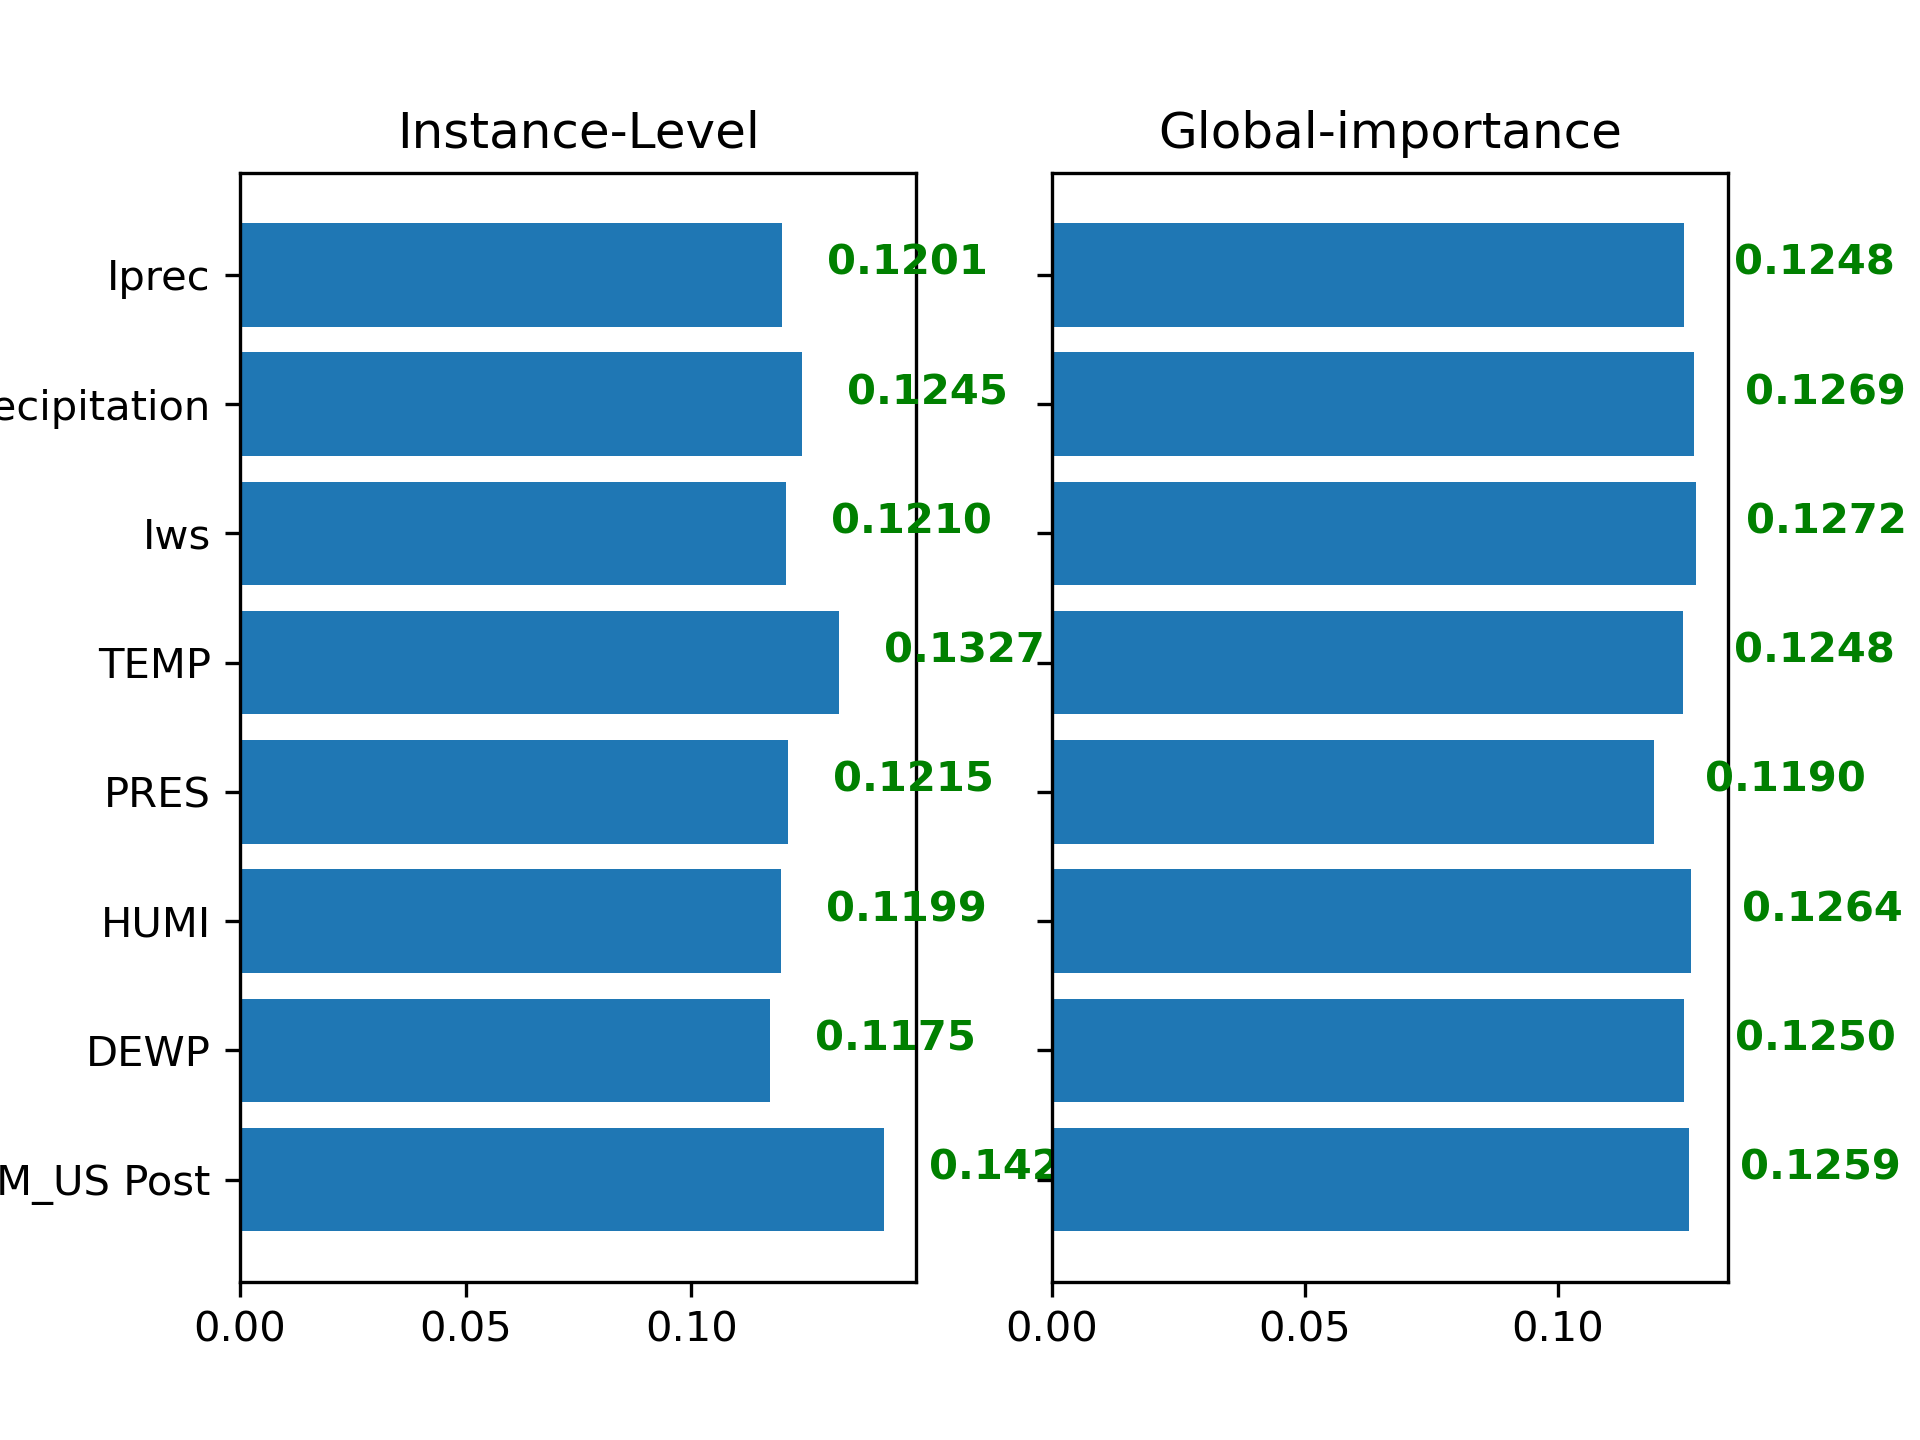 Instance-Level
Global-importance
Iprec
0.1201
0.1248
ecipitation
0.1245
0.1269
Iws
0.1210
0.1272
TEMP
0.1327
0.1248
PRES
0.1215
0.1190
HUMI
0.1199
0.1264
DEWP
0.1175
0.1250
M_US Post
0.142
0.1259
0.00 0.05 0.10
0.00 0.05 0.10